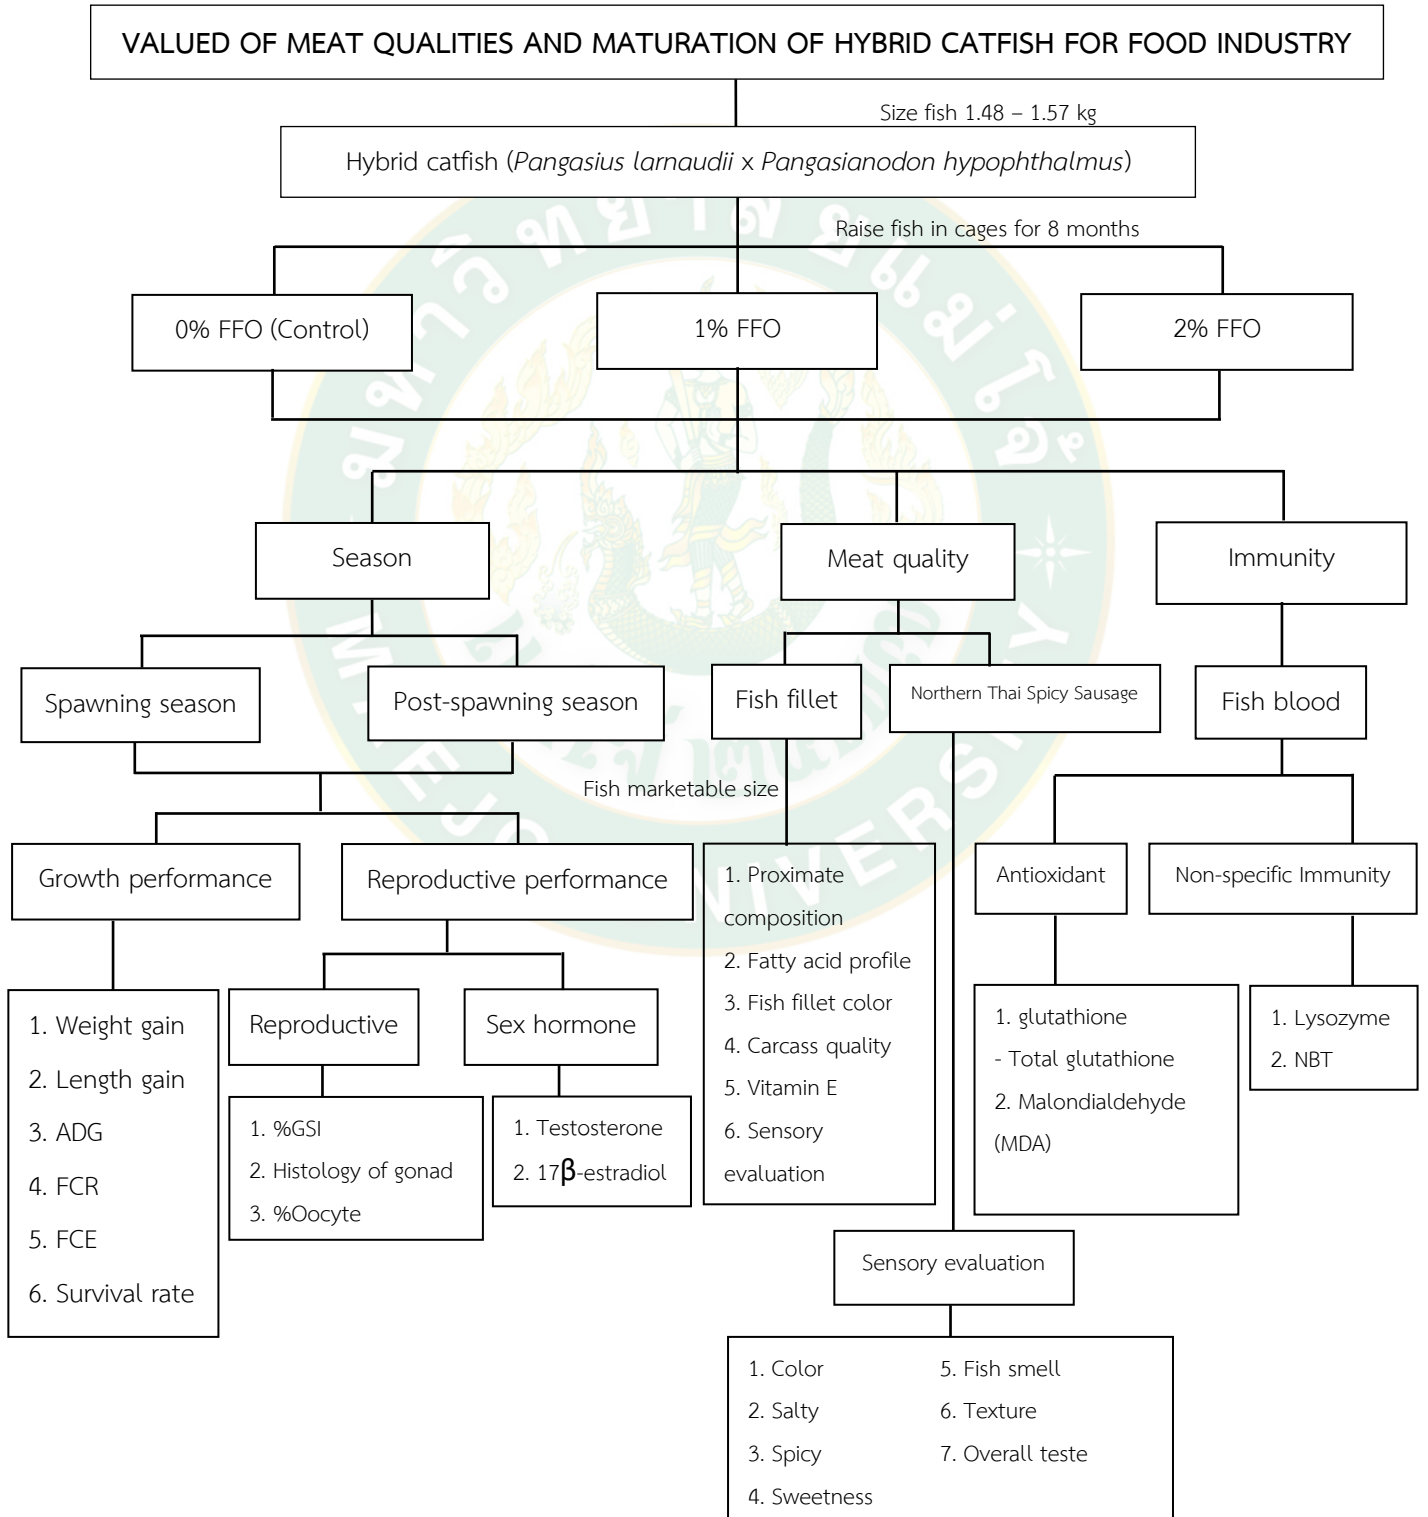 VALUED OF MEAT QUALITIES AND MATURATION OF HYBRID CATFISH FOR FOOD INDUSTRY
Size fish 1.48 – 1.57 kg
Hybrid catfish (Pangasius larnaudii x Pangasianodon hypophthalmus)
Raise fish in cages for 8 months
0% FFO (Control)
1% FFO
2% FFO
Season
Meat quality
Immunity
Spawning season
Post-spawning season
Fish fillet
Northern Thai Spicy Sausage
Fish blood
Fish marketable size
Growth performance
Reproductive performance
1. Proximate
composition
2. Fatty acid profile
3. Fish fillet color
4. Carcass quality
5. Vitamin E
6. Sensory
evaluation
Antioxidant
Non-specific Immunity
1. Weight gain
2. Length gain
3. ADG
4. FCR
5. FCE
6. Survival rate
Reproductive
Sex hormone
1. %GSI
2. Histology of gonad
3. %Oocyte
1. Testosterone
2. 17β-estradiol
1. glutathione
- Total glutathione
2. Malondialdehyde
(MDA)
1. Lysozyme
2. NBT
Sensory evaluation
1. Color
2. Salty
3. Spicy
4. Sweetness
5. Fish smell
6. Texture
7. Overall teste